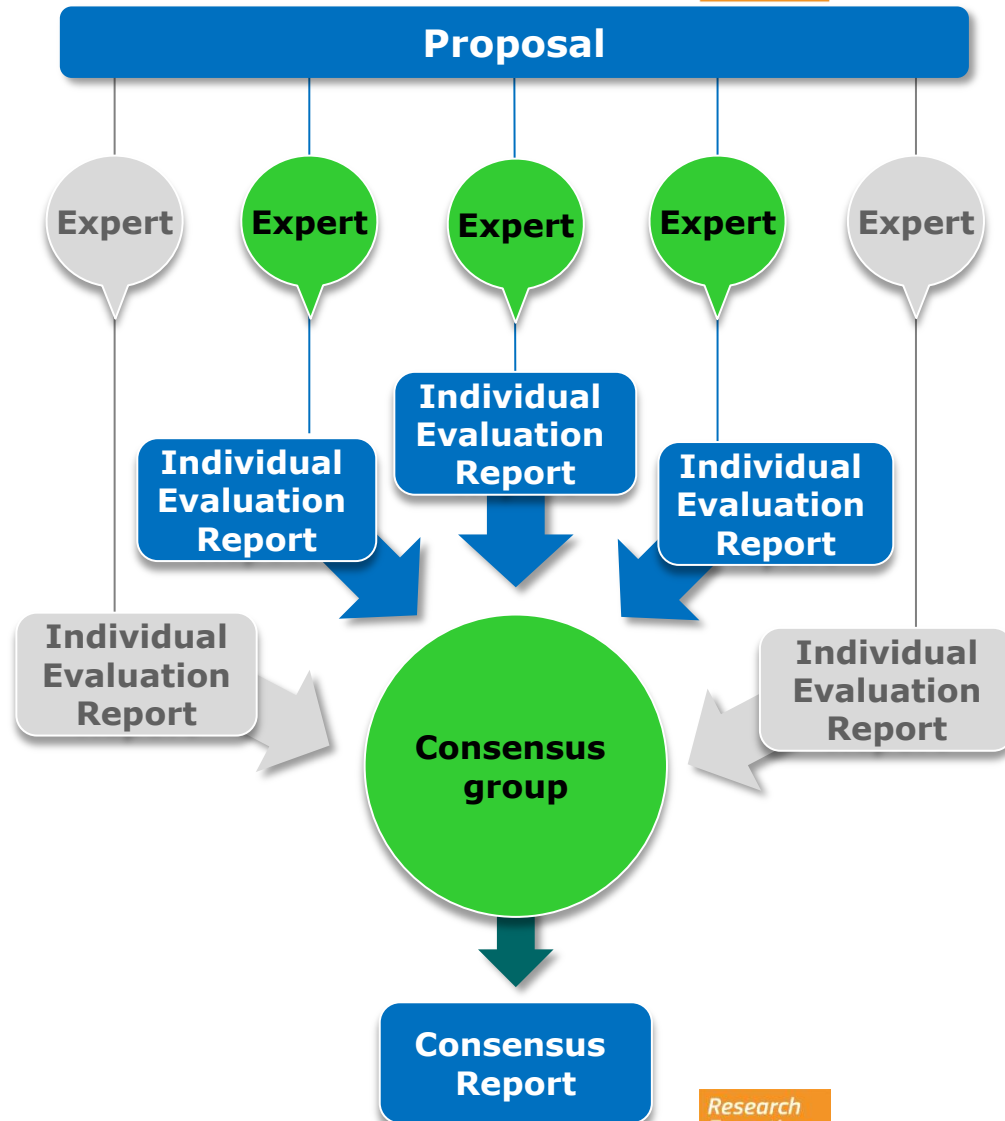 Proposal
Expert
Expert
Expert
Expert
Expert
Individual
Evaluation
Report
Individual
Evaluation
Report
Individual
Evaluation
Report
Individual
Evaluation
Report
Individual
Evaluation
Report
Consensus
group
Consensus
Report
Research